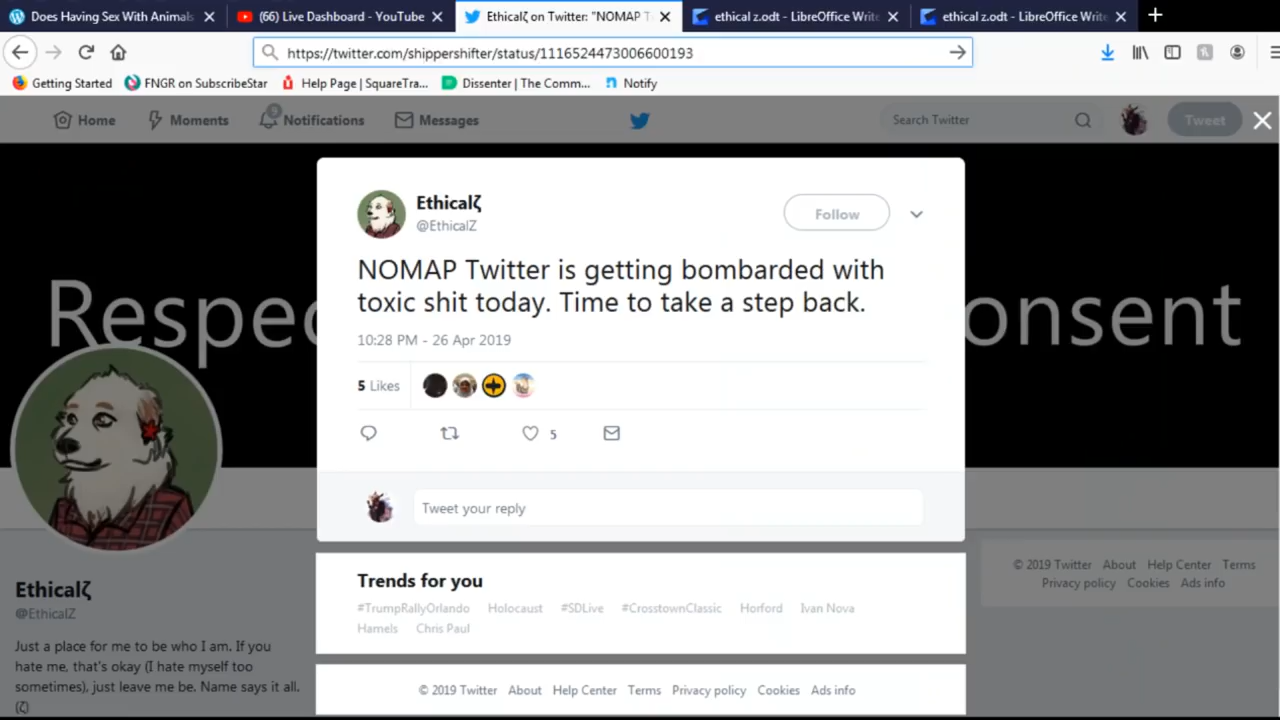 Does Having Sex With Animals
(66) Live Dashboard - YouTube
Ethicalζ on Twitter: "NOMAP T
ethical z.odt - LibreOffice Write
ethical z.odt - LibreOffice Write
https://twitter.com/shippershifter/status/1116524473006600193
Getting Started
FNGR on SubscribeStar
Help Page | SquareTra...
Dissenter | The Comm...
Notify
Home
Moments
9
Notifications
Messages
Search Twitter
Tweet
Respec
onsent
Ethicalζ
@EthicalZ
Follow
NOMAP Twitter is getting bombarded with
toxic shit today. Time to take a step back.
10:28 PM - 26 Apr 2019
5 Likes
5
Tweet your reply
Trends for you
#TrumpRallyOrlando Holocaust #SDLive #CrosstownClassic Horford Ivan Nova
Hamels Chris Paul
© 2019 Twitter About Help Center Terms Privacy policy Cookies Ads info
Ethicalζ
@EthicalZ
Just a place for me to be who I am. If you
hate me, that's okay (I hate myself too
sometimes), just leave me be. Name says it all.
(ζ)
© 2019 Twitter About Help Center Terms
Privacy policy Cookies Ads info